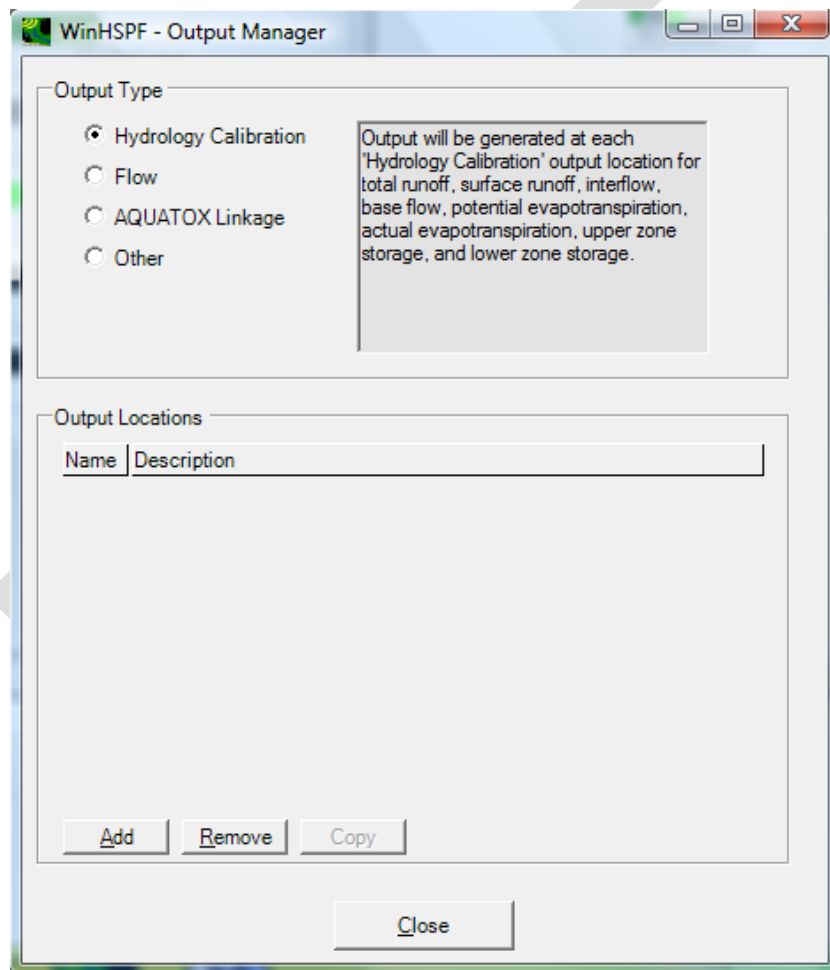 WinHSPF - Output Manager
Output Type
Hydrology Calibration
Flow
AQUATOX Linkage
Other
Output will be generated at each
'Hydrology Calibration' output location for
total runoff, surface runoff, interflow,
base flow, potential evapotranspiration,
actual evapotranspiration, upper zone
storage, and lower zone storage.
Output Locations
Name Description
Add Remove Copy
Close